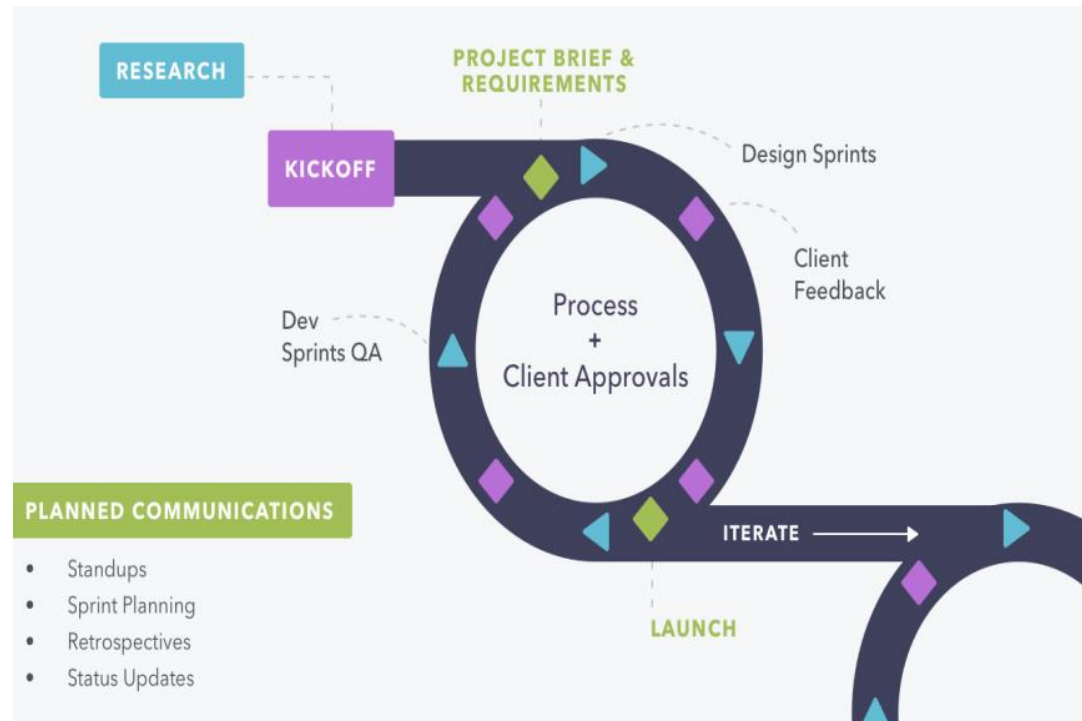 RESEARCH
PROJECT BRIEF &
REQUIREMENTS
KICKOFF
Design Sprints
Client
Feedback
Process
+
Client Approvals
Dev
Sprints QA
PLANNED COMMUNICATIONS
• Standups
• Sprint Planning
• Retrospectives
• Status Updates
ITERATE
LAUNCH